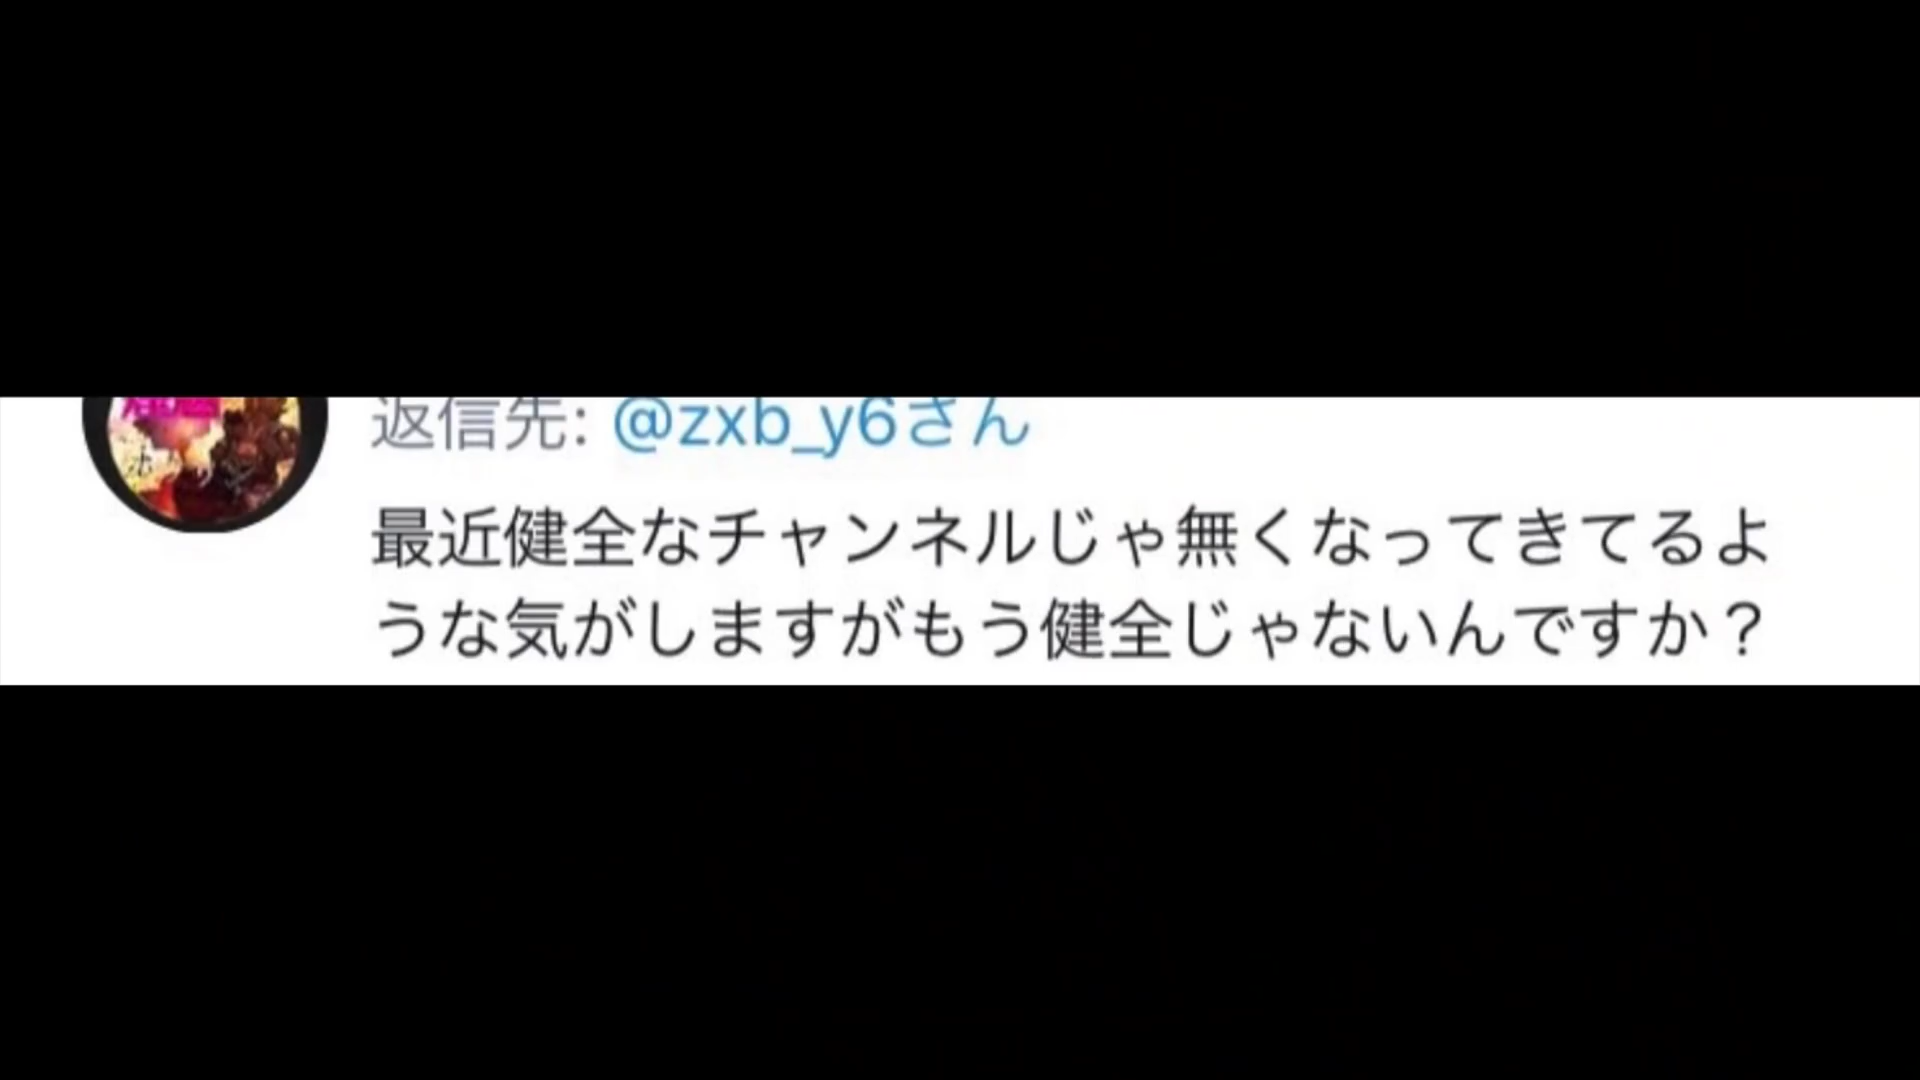 返信先: @zxb_y6さん
最近健全なチャンネルじゃ無くなってきてるよ
うな気がしますがもう健全じゃないんですか？